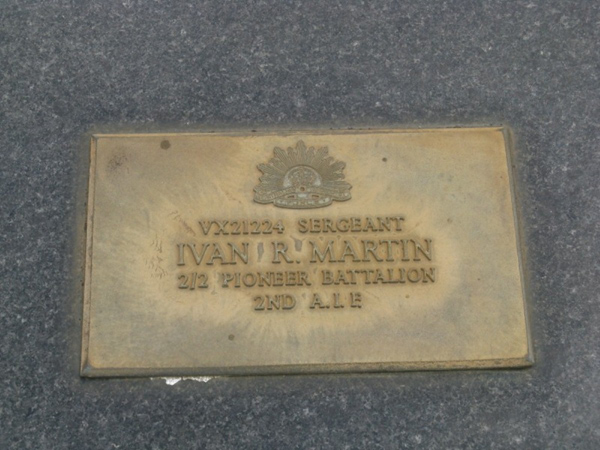 VX21224 SERGEANT
IVAN R. MARTIN
2/2 PIONEER BATTALION
2ND A.I.F